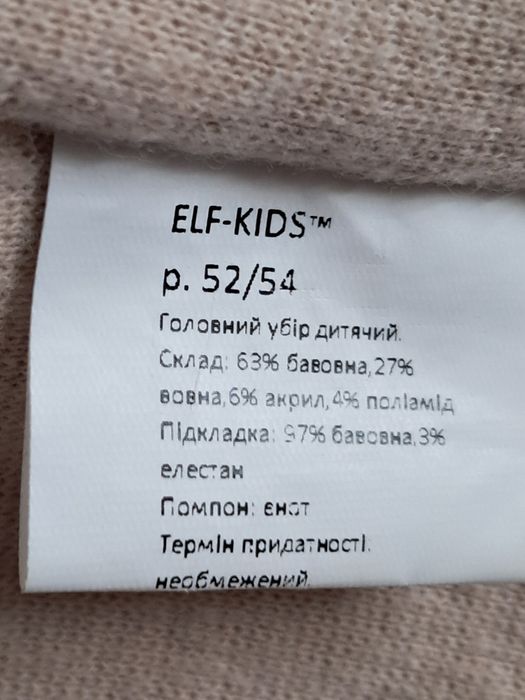 ELF-KIDS™
р. 52/54
Головний убір дитячий.
Склад: 63% бавовна,27%
вовна,6% акрил,4% поліамід
Підкладка: 97% бавовна,3%
еластан
Помпон: єнот
Термін придатності:
необмежений.